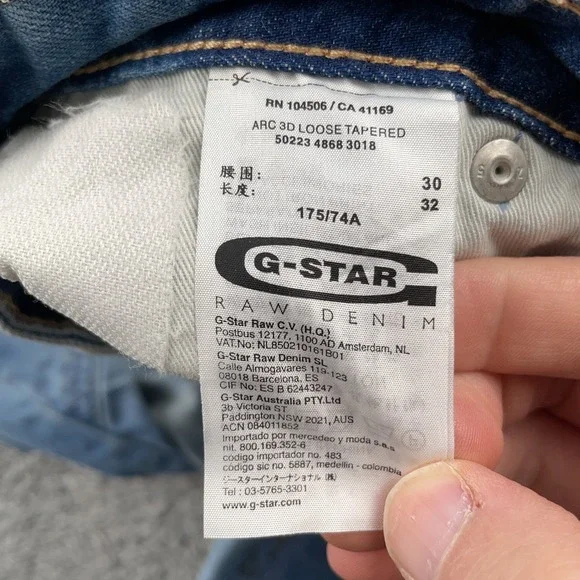 RN 104506 / CA 41169
ARC 3D LOOSE TAPERED
50223 4868 3018
腰围: 30
长度: 32
175/74A
G-STAR
RAW DENIM
G-Star Raw C.V. (H.Q.)
Postbus 12177, 1100 AD Amsterdam, NL
VAT.No: NL850210161B01
G-Star Raw Denim SL
Calle Almogavares 119-123
08018 Barcelona, ES
CIF No: ES B 62443247
G-Star Australia PTY.Ltd
3b Victoria ST
Paddington NSW 2021, AUS
ACN 084011852
Importado por mercedeo y moda s.a.s
nit. 800.169.352-6
codigo importador no. 483
código sic no. 5887, medellin - colombia
ジースターインターナショナル (株)
Tel : 03-5765-3301
www.g-star.com